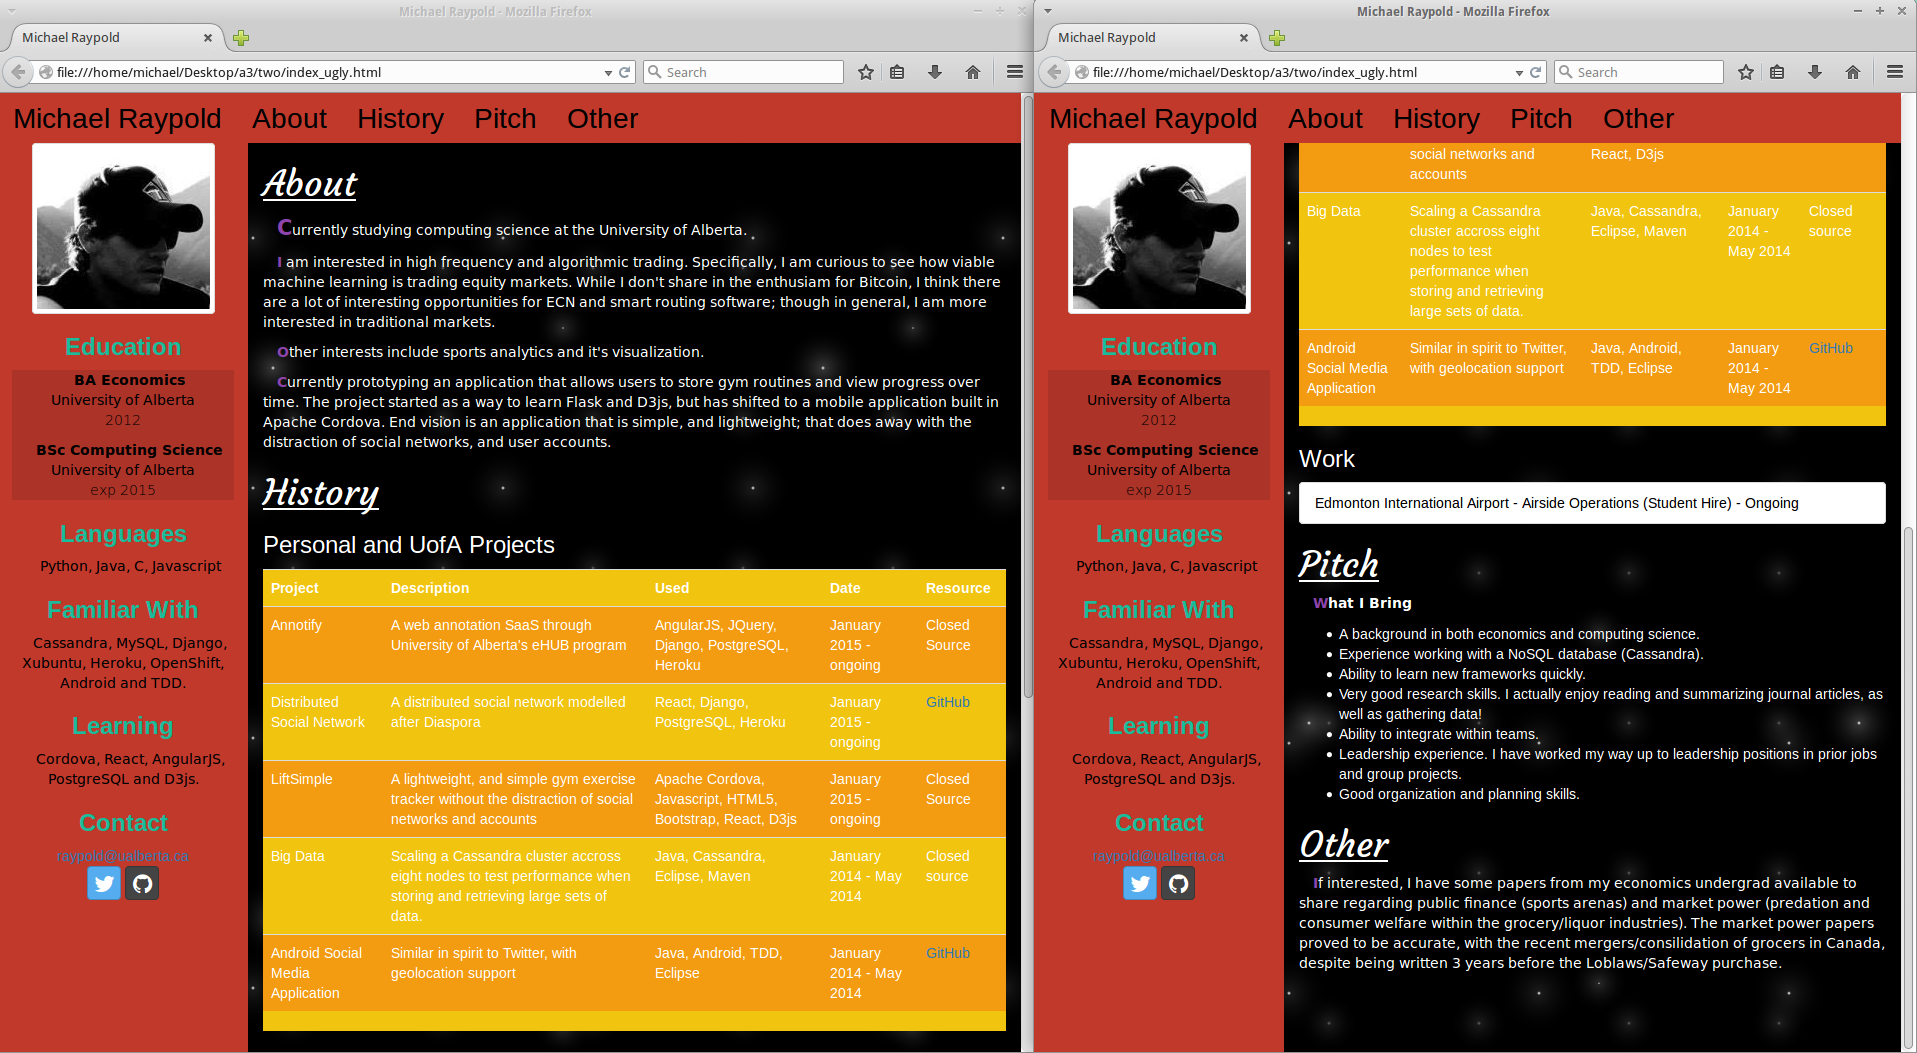 Michael Raypold - Mozilla Firefox
Michael Raypold
file:///home/michael/Desktop/a3/two/index_ugly.html
Search
Michael Raypold About History Pitch Other
Education
BA Economics
University of Alberta
2012
BSc Computing Science
University of Alberta
exp 2015
Languages
Python, Java, C, Javascript
Familiar With
Cassandra, MySQL, Django,
Xubuntu, Heroku, OpenShift,
Android and TDD.
Learning
Cordova, React, AngularJS,
PostgreSQL and D3js.
Contact
raypold@ualberta.ca
About
Currently studying computing science at the University of Alberta.
I am interested in high frequency and algorithmic trading. Specifically, I am curious to see how viable
machine learning is trading equity markets. While I don't share in the enthusiam for Bitcoin, I think there
are a lot of interesting opportunities for ECN and smart routing software; though in general, I am more
interested in traditional markets.
Other interests include sports analytics and it's visualization.
Currently prototyping an application that allows users to store gym routines and view progress over
time. The project started as a way to learn Flask and D3js, but has shifted to a mobile application built in
Apache Cordova. End vision is an application that is simple, and lightweight; that does away with the
distraction of social networks, and user accounts.
History
Personal and UofA Projects
Project Description Used Date Resource
Annotify A web annotation SaaS through AngularJS, JQuery, January Closed
University of Alberta's eHUB program Django, PostgreSQL, 2015 - Source
Heroku ongoing
Distributed A distributed social network modelled React, Django, January GitHub
Social Network after Diaspora PostgreSQL, Heroku 2015 -
ongoing
LiftSimple A lightweight, and simple gym exercise Apache Cordova, January Closed
tracker without the distraction of social Javascript, HTML5, 2015 - Source
networks and accounts Bootstrap, React, D3js ongoing
Big Data Scaling a Cassandra cluster accross Java, Cassandra, January Closed
eight nodes to test performance when Eclipse, Maven 2014 - May source
storing and retrieving large sets of 2014
data.
Android Social Similar in spirit to Twitter, with Java, Android, TDD, January GitHub
Media geolocation support Eclipse 2014 - May
Application 2014
Michael Raypold - Mozilla Firefox
Michael Raypold
file:///home/michael/Desktop/a3/two/index_ugly.html
Search
Michael Raypold About History Pitch Other
Education
BA Economics
University of Alberta
2012
BSc Computing Science
University of Alberta
exp 2015
Languages
Python, Java, C, Javascript
Familiar With
Cassandra, MySQL, Django,
Xubuntu, Heroku, OpenShift,
Android and TDD.
Learning
Cordova, React, AngularJS,
PostgreSQL and D3js.
Contact
raypold@ualberta.ca
social networks and React, D3js
accounts
Big Data Scaling a Cassandra Java, Cassandra, January Closed
cluster accross eight Eclipse, Maven 2014 - source
nodes to test May 2014
performance when
storing and retrieving
large sets of data.
Android Similar in spirit to Twitter, Java, Android, January GitHub
Social Media with geolocation support TDD, Eclipse 2014 -
Application May 2014
Work
Edmonton International Airport - Airside Operations (Student Hire) - Ongoing
Pitch
What I Bring
• A background in both economics and computing science.
• Experience working with a NoSQL database (Cassandra).
• Ability to learn new frameworks quickly.
• Very good research skills. I actually enjoy reading and summarizing journal articles, as
well as gathering data!
• Ability to integrate within teams.
• Leadership experience. I have worked my way up to leadership positions in prior jobs
and group projects.
• Good organization and planning skills.
Other
If interested, I have some papers from my economics undergrad available to
share regarding public finance (sports arenas) and market power (predation and
consumer welfare within the grocery/liquor industries). The market power papers
proved to be accurate, with the recent mergers/consilidation of grocers in Canada,
despite being written 3 years before the Loblaws/Safeway purchase.